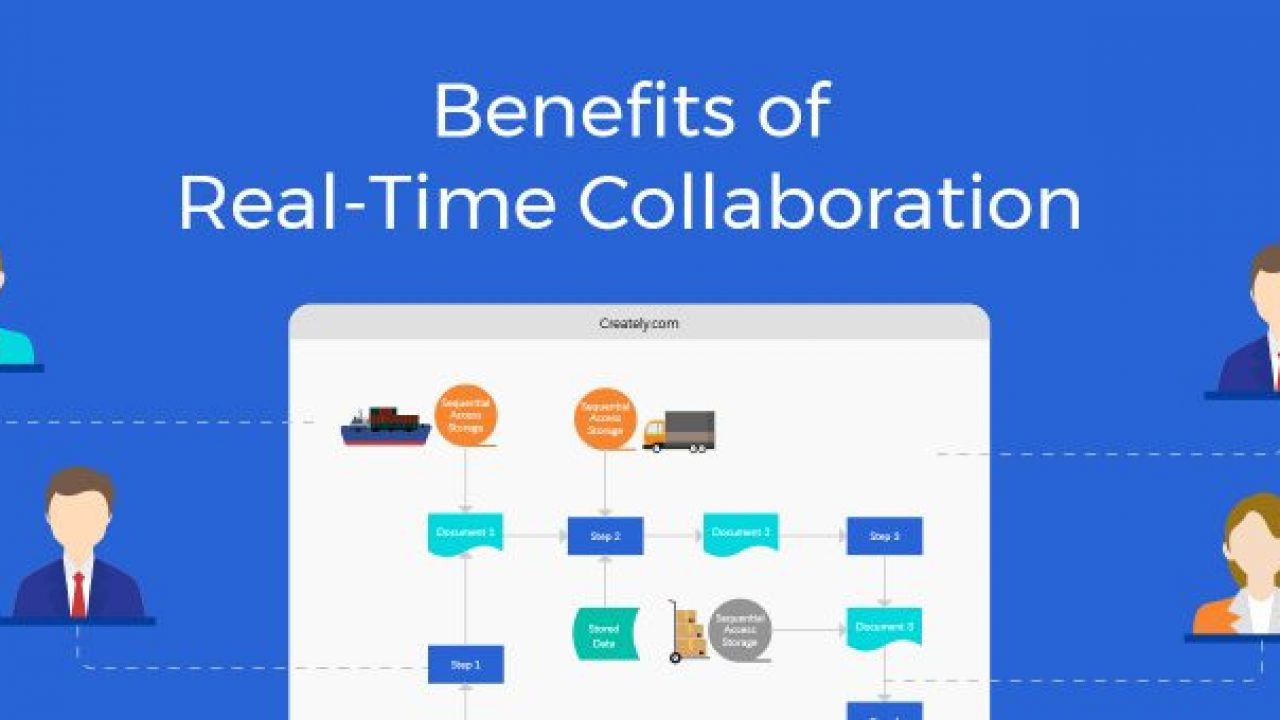 Benefits of
Real-Time Collaboration
Creately.com
Sequential
Access
Storage
Sequential
Access
Storage
Document 1
Step 2
Document 2
Step 3
Stored
Data
Sequential
Access
Storage
Document 3
Step 1